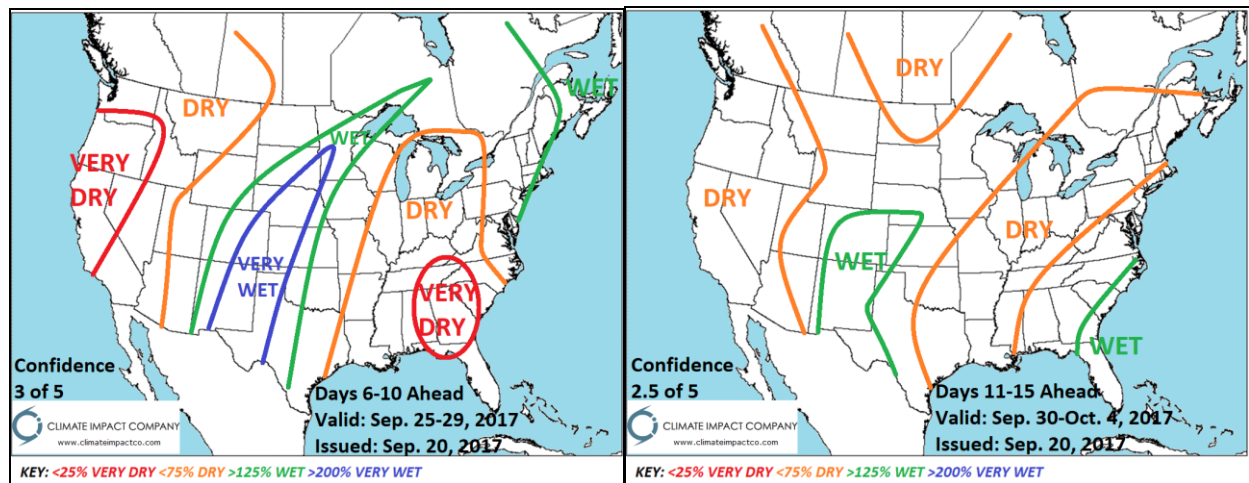 DRY
WET
WET
VERY
DRY
VERY
WET
DRY
VERY
DRY
Confidence
3 of 5
Days 6-10 Ahead
Valid: Sep. 25-29, 2017
Issued: Sep. 20, 2017
CLIMATE IMPACT COMPANY
www.climateimpactco.com
KEY: <25% VERY DRY <75% DRY >125% WET >200% VERY WET
DRY
DRY
DRY
WET
WET
Confidence
2.5 of 5
Days 11-15 Ahead
Valid: Sep. 30-Oct. 4, 2017
Issued: Sep. 20, 2017
CLIMATE IMPACT COMPANY
www.climateimpactco.com
KEY: <25% VERY DRY <75% DRY >125% WET >200% VERY WET